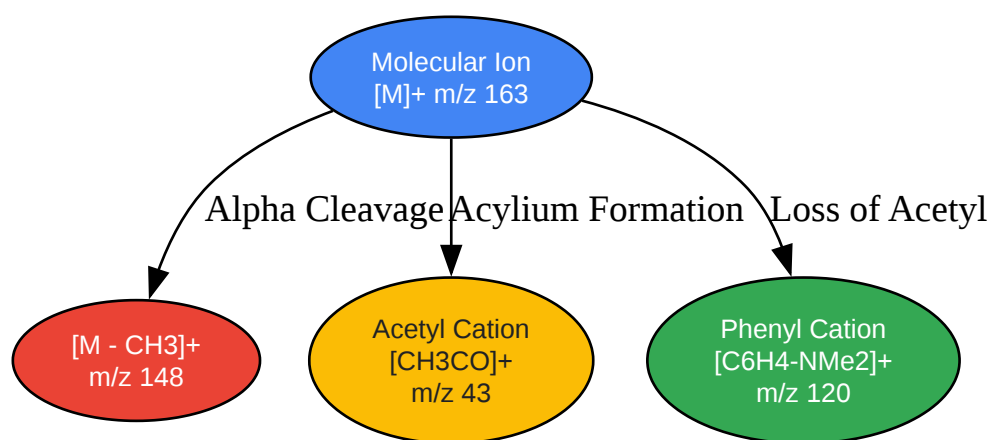 Molecular Ion
[M]+ m/z 163
Alpha Cleavage
Acylium Formation
Loss of Acetyl
[M - CH3]+
m/z 148
Acetyl Cation
[CH3CO]+
m/z 43
Phenyl Cation
[C6H4-NMe2]+
m/z 120